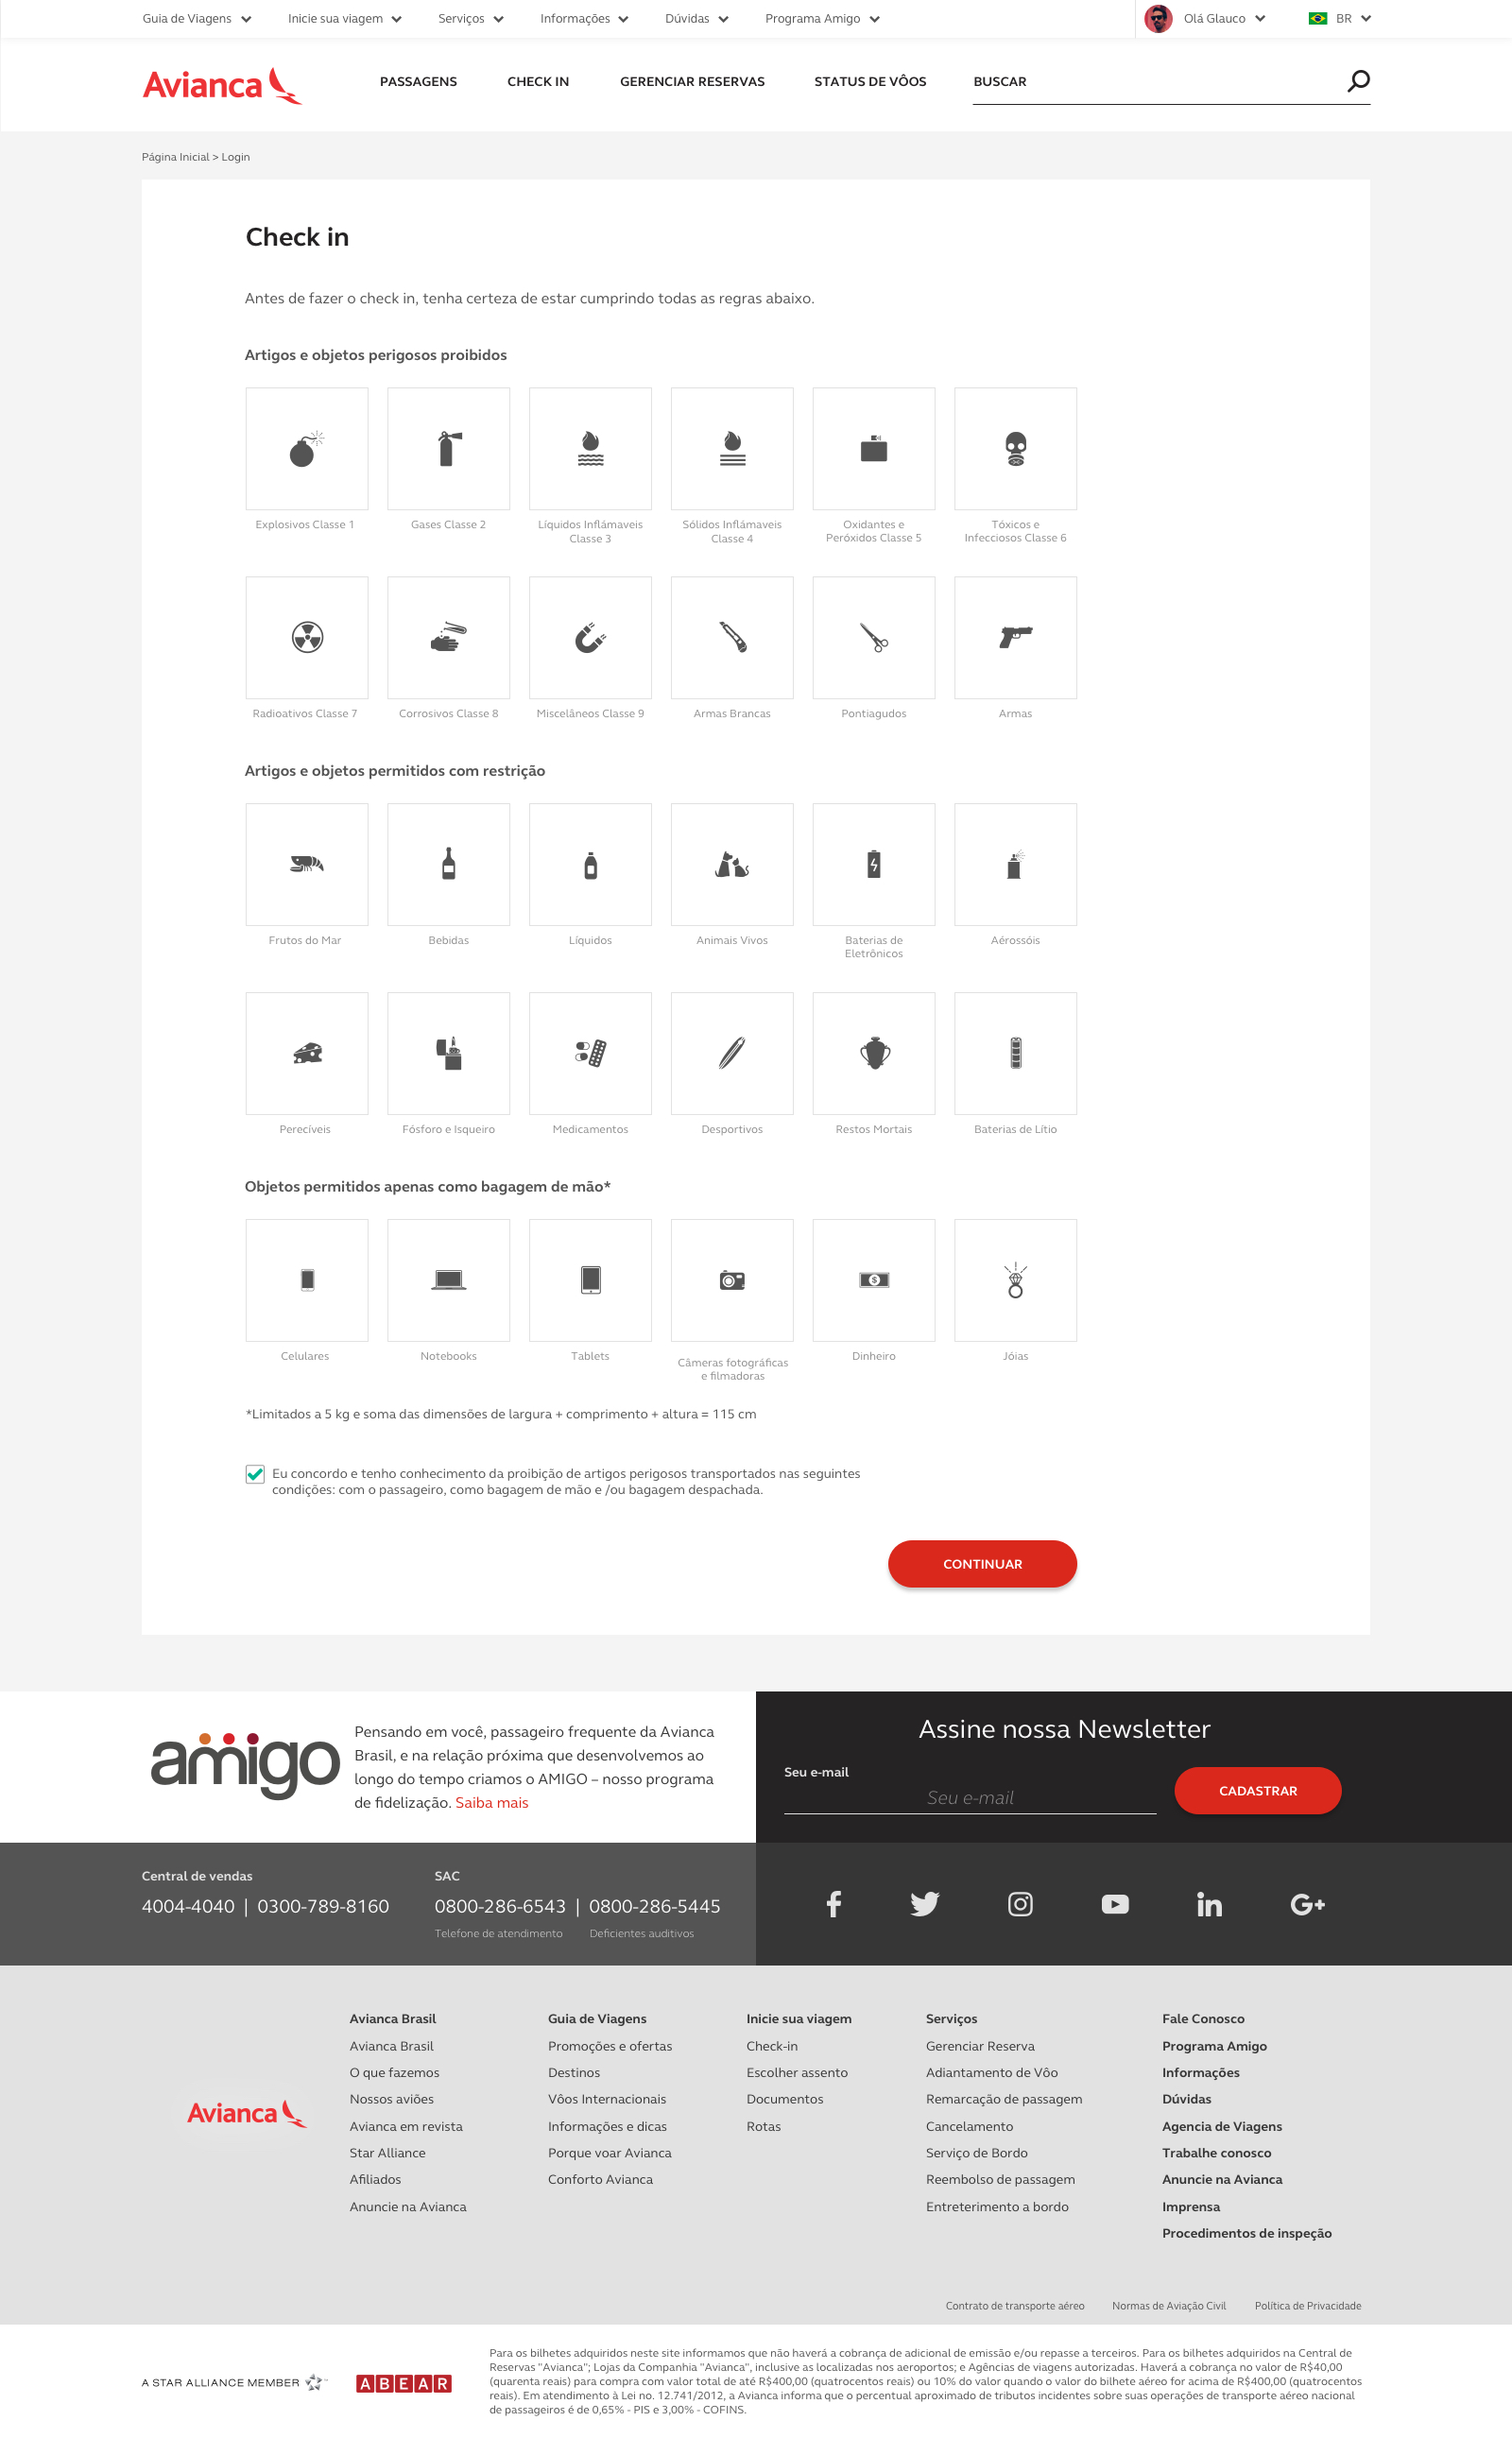 Guia de Viagens Inicie sua viagem Serviços Informações Dúvidas Programa Amigo Olá Glauco BR
Avianca PASSAGENS CHECK IN GERENCIAR RESERVAS STATUS DE VÔOS BUSCAR
Página Inicial > Login
Check in
Antes de fazer o check in, tenha certeza de estar cumprindo todas as regras abaixo.
Artigos e objetos perigosos proibidos
Explosivos Classe 1
Gases Classe 2
Líquidos Inflámaveis
Classe 3
Sólidos Inflámaveis
Classe 4
Oxidantes e
Peróxidos Classe 5
Tóxicos e
Infecciosos Classe 6
Radioativos Classe 7
Corrosivos Classe 8
Miscelâneos Classe 9
Armas Brancas
Pontiagudos
Armas
Artigos e objetos permitidos com restrição
Frutos do Mar
Bebidas
Líquidos
Animais Vivos
Baterias de
Eletrônicos
Aérossóis
Perecíveis
Fósforo e Isqueiro
Medicamentos
Desportivos
Restos Mortais
Baterias de Lítio
Objetos permitidos apenas como bagagem de mão*
$
Celulares
Notebooks
Tablets
Câmeras fotográficas
e filmadoras
Dinheiro
Jóias
*Limitados a 5 kg e soma das dimensões de largura + comprimento + altura = 115 cm
Eu concordo e tenho conhecimento da proibição de artigos perigosos transportados nas seguintes
condições: com o passageiro, como bagagem de mão e /ou bagagem despachada.
CONTINUAR
amigo
Pensando em você, passageiro frequente da Avianca
Brasil, e na relação próxima que desenvolvemos ao
longo do tempo criamos o AMIGO – nosso programa
de fidelização. Saiba mais
Assine nossa Newsletter
Seu e-mail
Seu e-mail
CADASTRAR
Central de vendas
4004-4040 | 0300-789-8160
SAC
0800-286-6543 | 0800-286-5445
Telefone de atendimento Deficientes auditivos
Avianca
Avianca Brasil
Avianca Brasil
O que fazemos
Nossos aviões
Avianca em revista
Star Alliance
Afiliados
Anuncie na Avianca
Guia de Viagens
Promoções e ofertas
Destinos
Vôos Internacionais
Informações e dicas
Porque voar Avianca
Conforto Avianca
Inicie sua viagem
Check-in
Escolher assento
Documentos
Rotas
Serviços
Gerenciar Reserva
Adiantamento de Vôo
Remarcação de passagem
Cancelamento
Serviço de Bordo
Reembolso de passagem
Entreterimento a bordo
Fale Conosco
Programa Amigo
Informações
Dúvidas
Agencia de Viagens
Trabalhe conosco
Anuncie na Avianca
Imprensa
Procedimentos de inspeção
Contrato de transporte aéreo Normas de Aviação Civil Política de Privacidade
A STAR ALLIANCE MEMBER
ABEAR
Para os bilhetes adquiridos neste site informamos que não haverá a cobrança de adicional de emissão e/ou repasse a terceiros. Para os bilhetes adquiridos na Central de
Reservas "Avianca"; Lojas da Companhia "Avianca", inclusive as localizadas nos aeroportos; e Agências de viagens autorizadas. Haverá a cobrança no valor de R$40,00
(quarenta reais) para compra com valor total de até R$400,00 (quatrocentos reais) ou 10% do valor quando o valor do bilhete aéreo for acima de R$400,00 (quatrocentos
reais). Em atendimento à Lei no. 12.741/2012, a Avianca informa que o percentual aproximado de tributos incidentes sobre suas operações de transporte aéreo nacional
de passageiros é de 0,65% - PIS e 3,00% - COFINS.